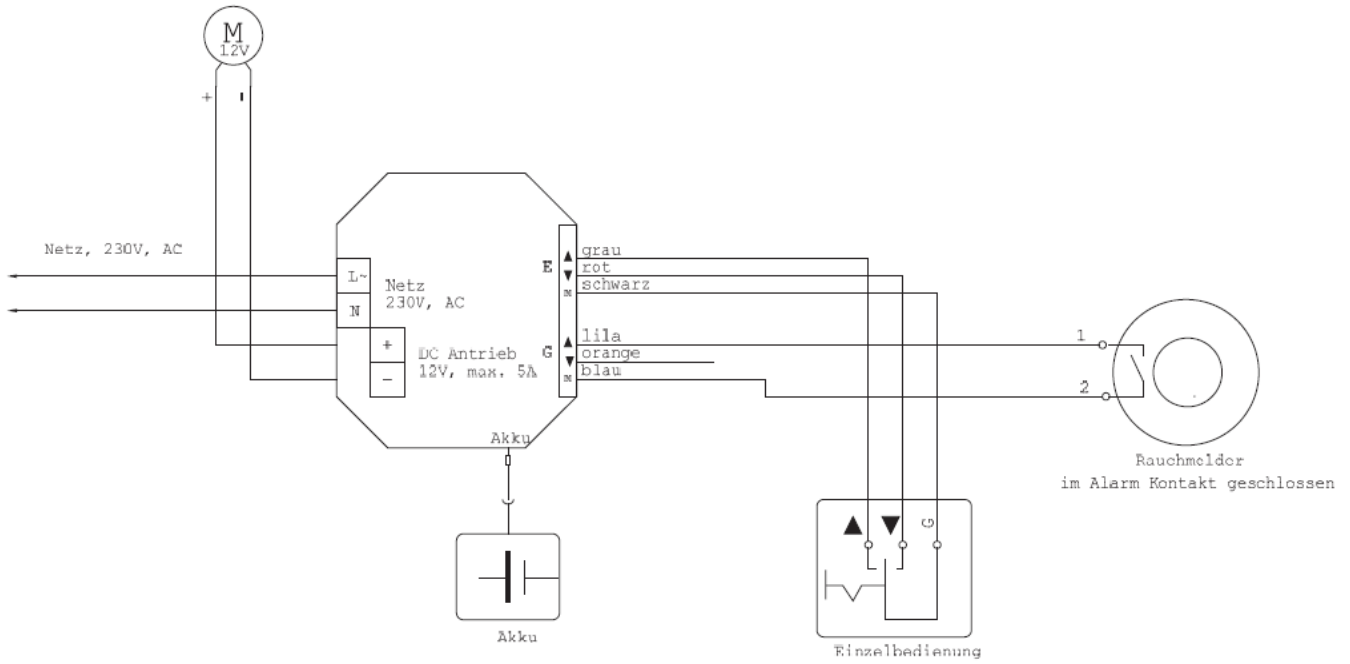 M
12V
+ -
Netz, 230V, AC
L~
Netz
230V, AC
N
+
DC Antrieb
12V, max. 5A
-
E
▲ grau
▼ rot
M schwarz
G
▲ lila
▼ orange
M blau
Akku
Akku
1
2
Rauchmelder
im Alarm Kontakt geschlossen
▲ ▼ G
Einzelbedienung